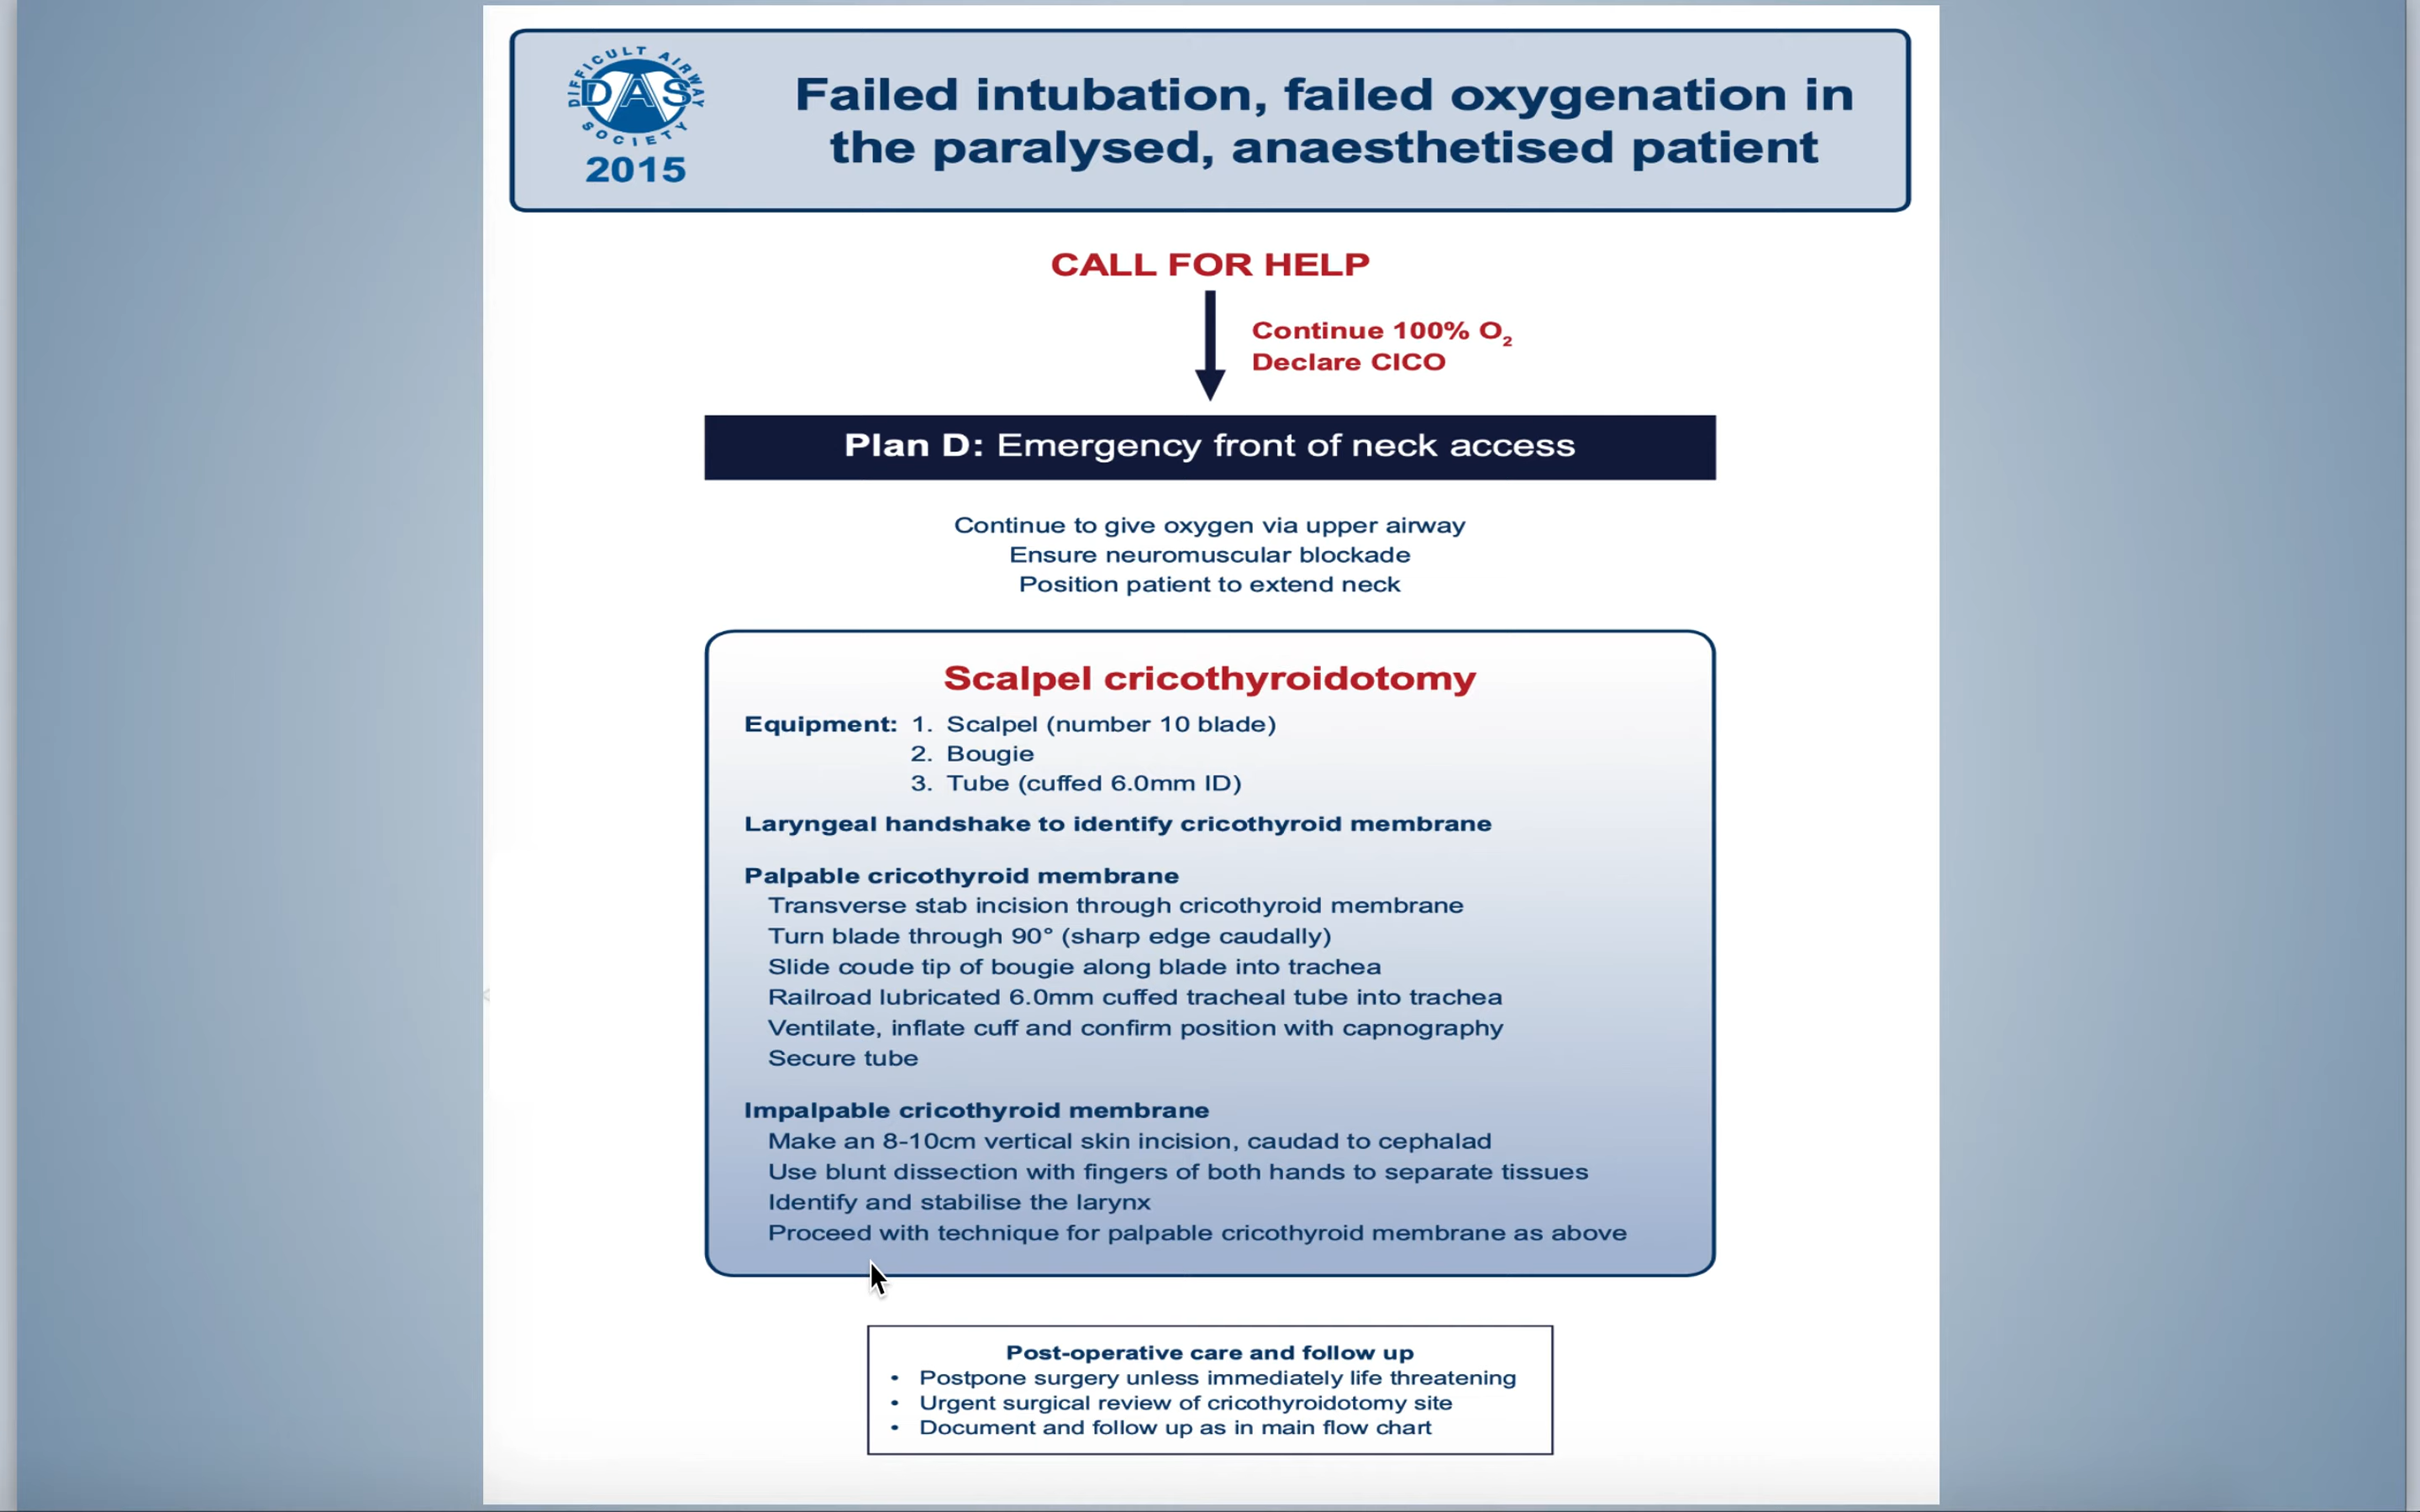 DIFFICULT AIRWAY
DAS
SOCIETY
2015
Failed intubation, failed oxygenation in
the paralysed, anaesthetised patient
CALL FOR HELP
Continue 100% O₂
Declare CICO
Plan D: Emergency front of neck access
Continue to give oxygen via upper airway
Ensure neuromuscular blockade
Position patient to extend neck
Scalpel cricothyroidotomy
Equipment: 1. Scalpel (number 10 blade)
2. Bougie
3. Tube (cuffed 6.0mm ID)
Laryngeal handshake to identify cricothyroid membrane
Palpable cricothyroid membrane
Transverse stab incision through cricothyroid membrane
Turn blade through 90° (sharp edge caudally)
Slide coude tip of bougie along blade into trachea
Railroad lubricated 6.0mm cuffed tracheal tube into trachea
Ventilate, inflate cuff and confirm position with capnography
Secure tube
Impalpable cricothyroid membrane
Make an 8-10cm vertical skin incision, caudad to cephalad
Use blunt dissection with fingers of both hands to separate tissues
Identify and stabilise the larynx
Proceed with technique for palpable cricothyroid membrane as above
Post-operative care and follow up
• Postpone surgery unless immediately life threatening
• Urgent surgical review of cricothyroidotomy site
• Document and follow up as in main flow chart